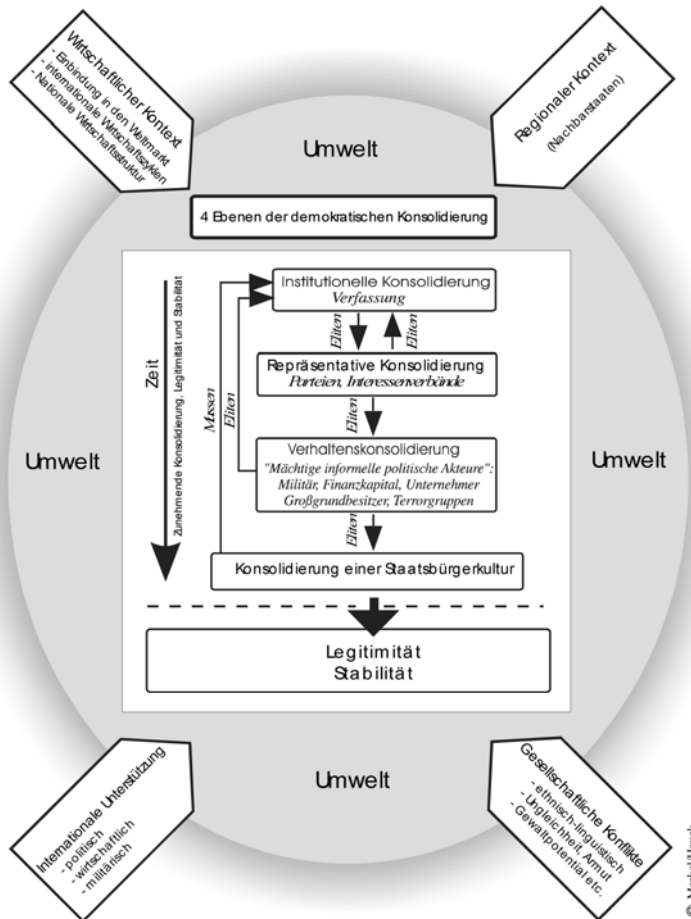 Wirtschaftlicher Kontext
- Einbindung in den Weltmarkt
- internationale Wirtschaftszyklen
- Nationale Wirtschaftsstruktur
Regionaler Kontext
(Nachbarstaaten)
Umwelt
4 Ebenen der demokratischen Konsolidierung
Institutionelle Konsolidierung
Verfassung
Eliten
Eliten
Repräsentative Konsolidierung
Parteien, Interessenverbände
Zeit
Zunehmende Konsolidierung, Legitimität und Stabilität
Massen
Eliten
Eliten
Umwelt
Umwelt
Verhaltenskonsolidierung
"Mächtige informelle politische Akteure":
Militär, Finanzkapital, Unternehmer
Großgrundbesitzer, Terrorgruppen
Eliten
Konsolidierung einer Staatsbürgerkultur
Legitimität
Stabilität
Umwelt
Internationale Unterstützung
- politisch
- wirtschaftlich
- militärisch
Gesellschaftliche Konflikte
- ethnisch-linguistisch
- Ungleichheit, Armut
- Gewaltpotential etc.